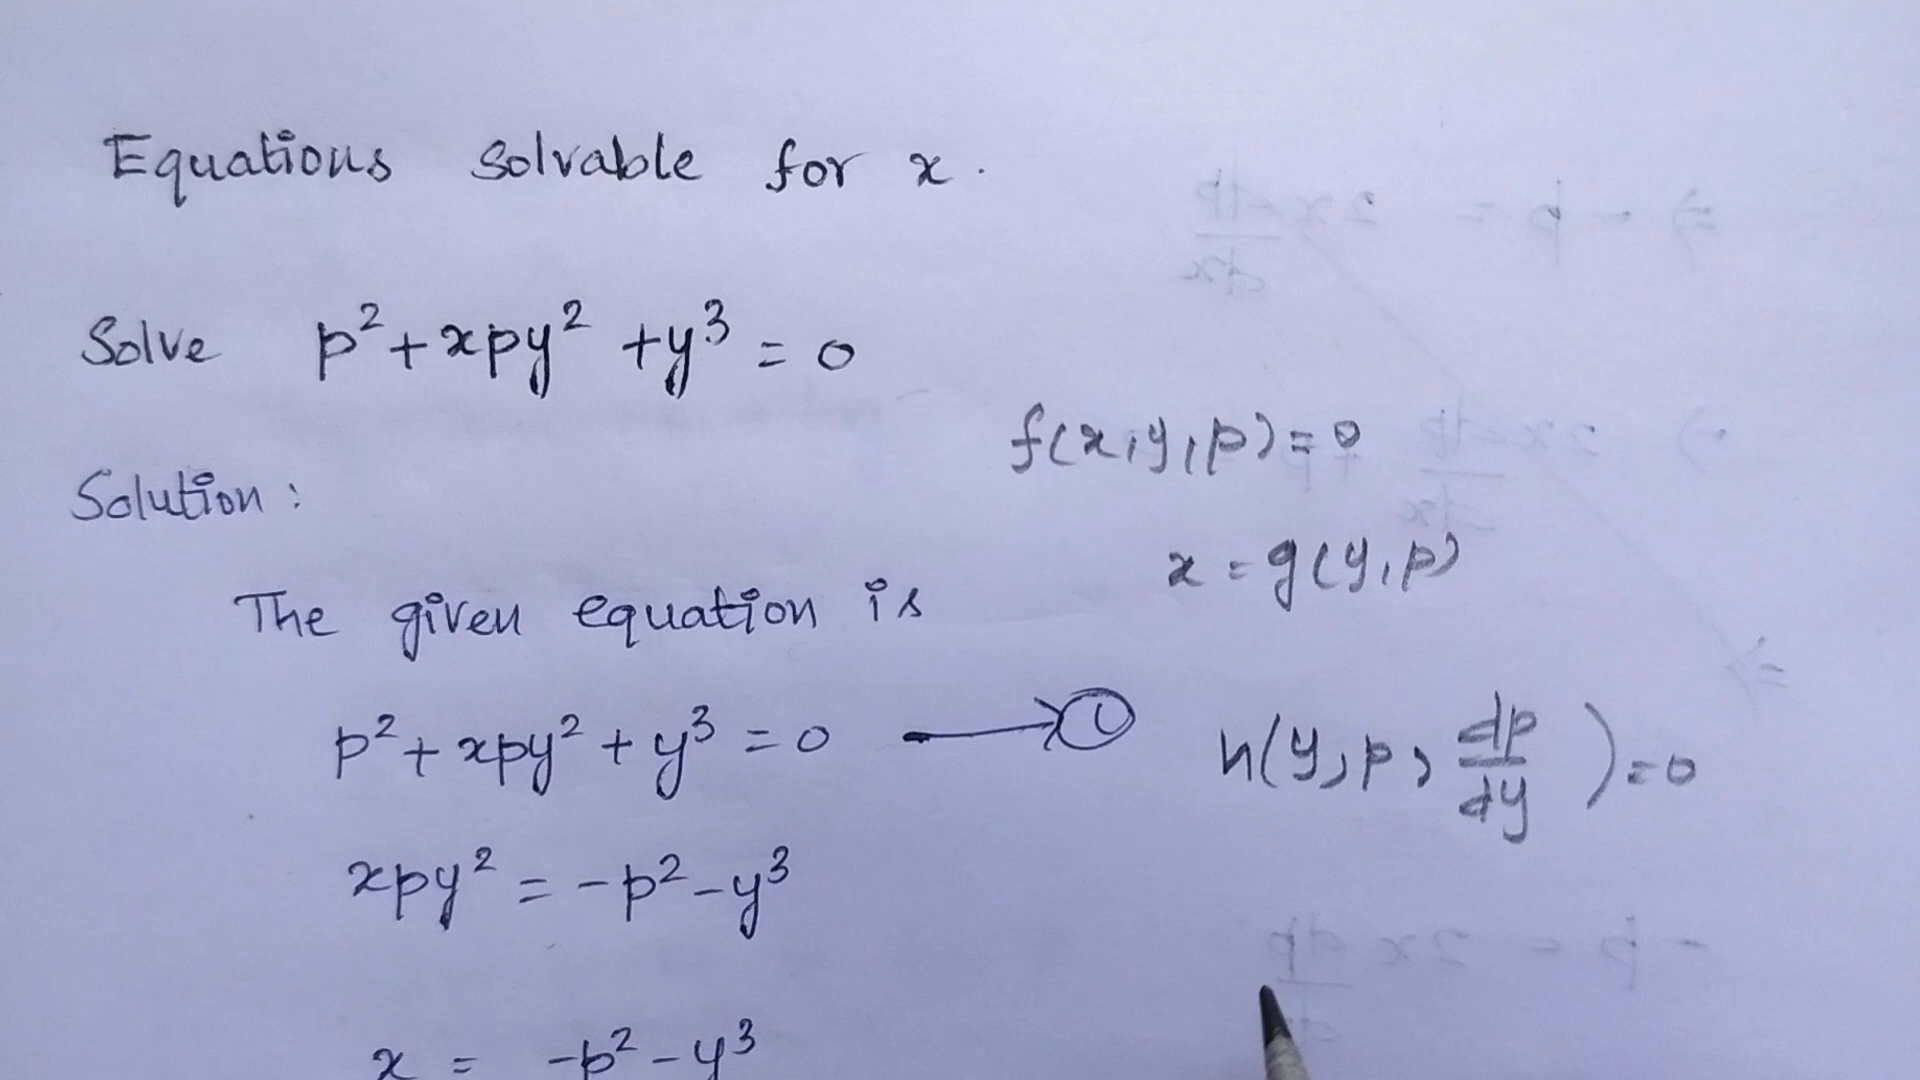 Equations solvable for x.
Solve p²+xpy²+y³=0
Solution:
f(x,y,p)=0
x=g(y,p)
The given equation is
p²+xpy²+y³=0 → ①
h(y,p,dp/dy)=0
xpy²=-p²-y³
x = -p²-y³